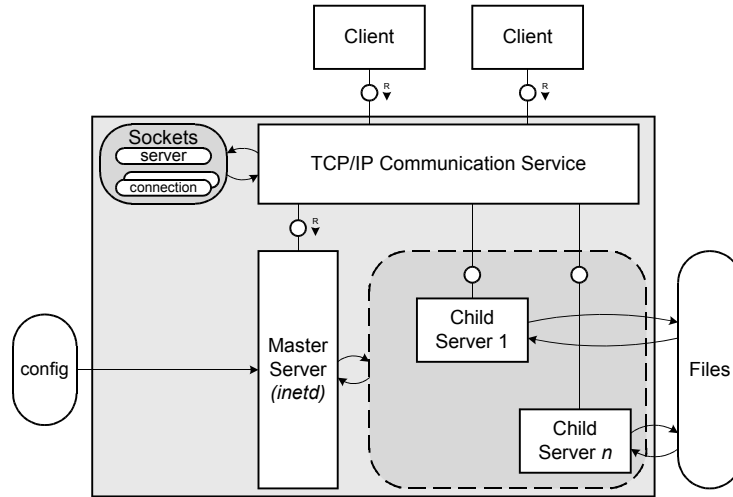 Client
Client
R
R
Sockets
server
connection
TCP/IP Communication Service
R
Child
Server 1
Master
Server
(inetd)
config
Files
Child
Server n